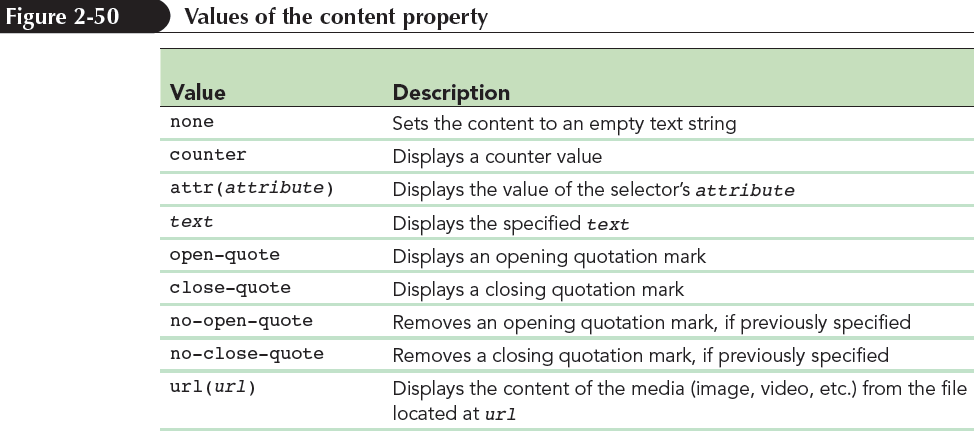 Figure 2-50 Values of the content property
Value Description
none Sets the content to an empty text string
counter Displays a counter value
attr(attribute) Displays the value of the selector's attribute
text Displays the specified text
open-quote Displays an opening quotation mark
close-quote Displays a closing quotation mark
no-open-quote Removes an opening quotation mark, if previously specified
no-close-quote Removes a closing quotation mark, if previously specified
url(url) Displays the content of the media (image, video, etc.) from the file
located at url